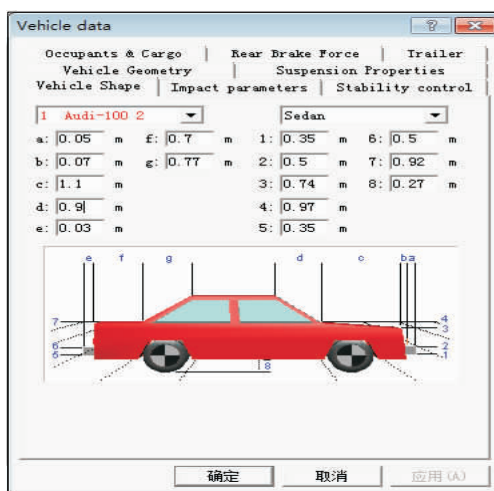 Vehicle data
Occupants & Cargo | Rear Brake Force | Trailer
Vehicle Geometry | Suspension Properties
Vehicle Shape | Impact parameters | Stability control
1 Audi-100 2 Sedan
a: 0.05 m f: 0.7 m 1: 0.35 m 6: 0.5 m
b: 0.07 m g: 0.77 m 2: 0.5 m 7: 0.92 m
c: 1.1 m 3: 0.74 m 8: 0.27 m
d: 0.9 m 4: 0.97 m
e: 0.03 m 5: 0.35 m
e f g d c b a
7 4
3
6 2
5 1
8
确定 取消 应用(A)